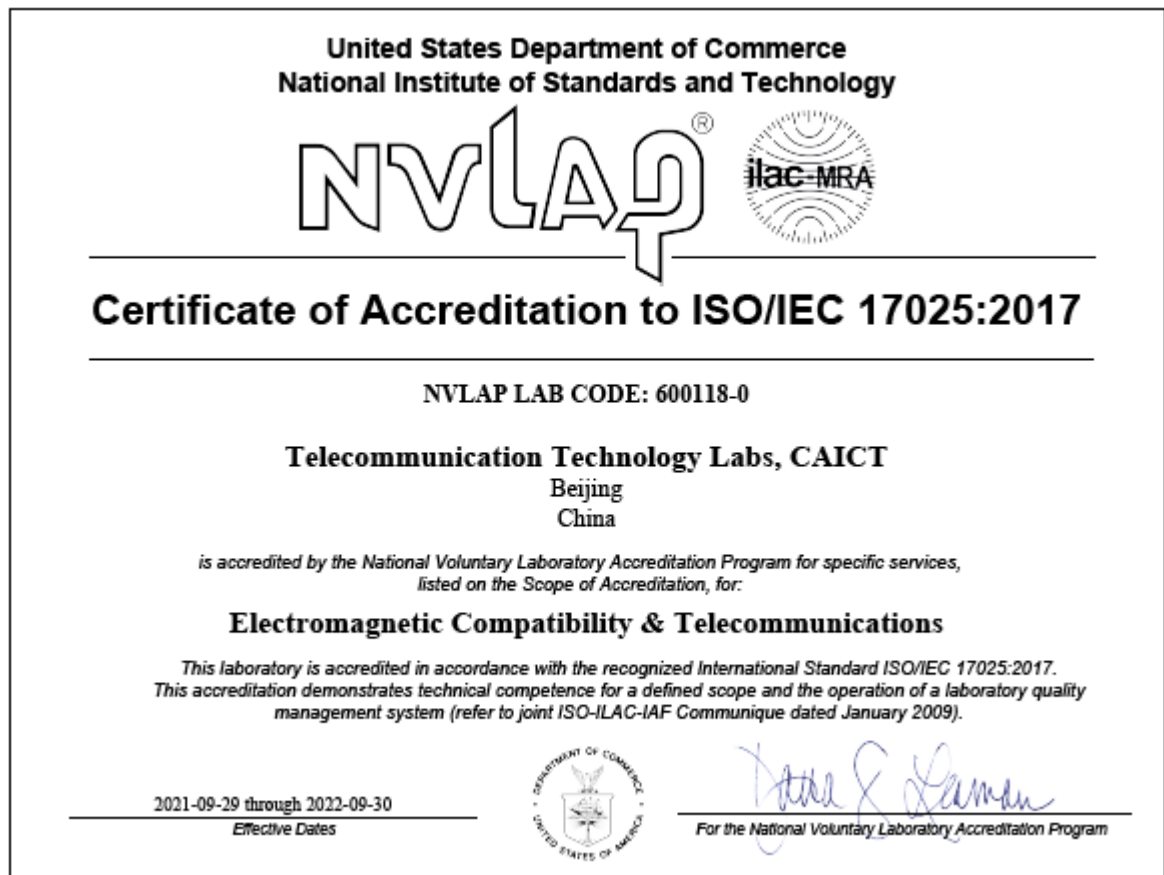 United States Department of Commerce
National Institute of Standards and Technology
NVLAP®
ilac-MRA
Certificate of Accreditation to ISO/IEC 17025:2017
NVLAP LAB CODE: 600118-0
Telecommunication Technology Labs, CAICT
Beijing
China
is accredited by the National Voluntary Laboratory Accreditation Program for specific services,
listed on the Scope of Accreditation, for:
Electromagnetic Compatibility & Telecommunications
This laboratory is accredited in accordance with the recognized International Standard ISO/IEC 17025:2017.
This accreditation demonstrates technical competence for a defined scope and the operation of a laboratory quality
management system (refer to joint ISO-ILAC-IAF Communique dated January 2009).
2021-09-29 through 2022-09-30
Effective Dates
DEPARTMENT OF COMMERCE
UNITED STATES OF AMERICA
For the National Voluntary Laboratory Accreditation Program